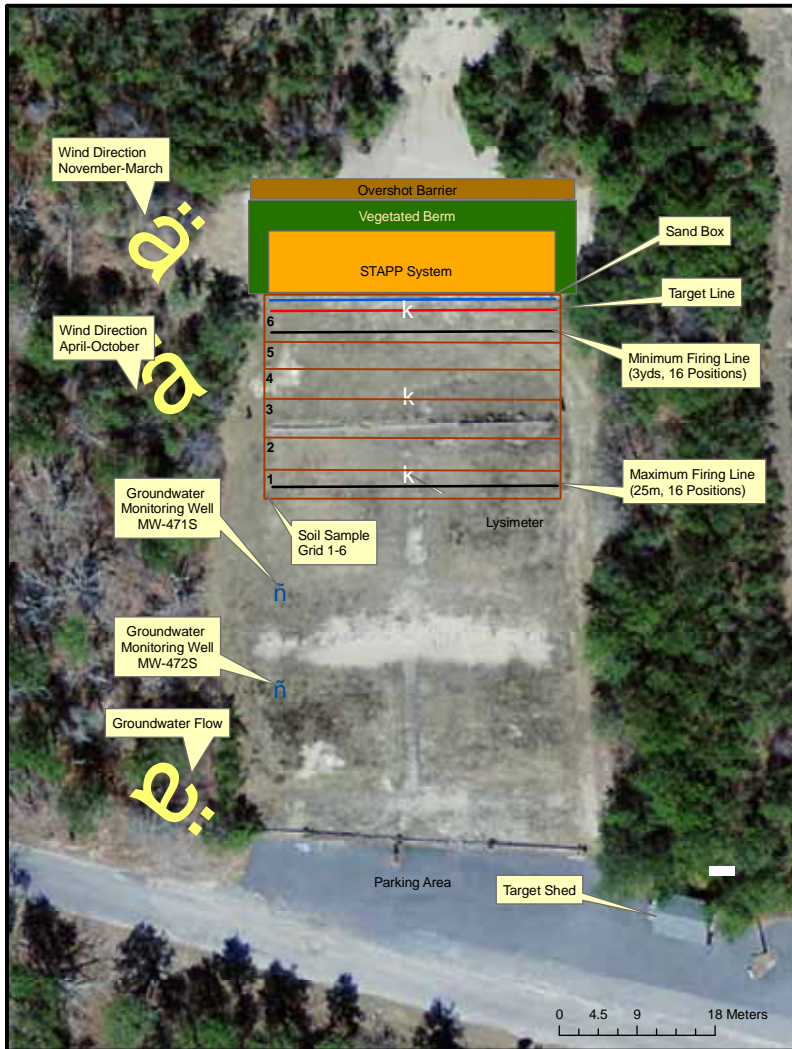 Wind Direction
November-March
ä
Overshot Barrier
Vegetated Berm
Sand Box
STAPP System
Target Line
k
6
Wind Direction
April-October
ä
5
Minimum Firing Line
(3yds, 16 Positions)
4
k
3
2
k
1
Maximum Firing Line
(25m, 16 Positions)
Groundwater
Monitoring Well
MW-471S
Soil Sample
Grid 1-6
Lysimeter
ñ
Groundwater
Monitoring Well
MW-472S
ñ
Groundwater Flow
ä
Parking Area
Target Shed
0 4.5 9 18 Meters